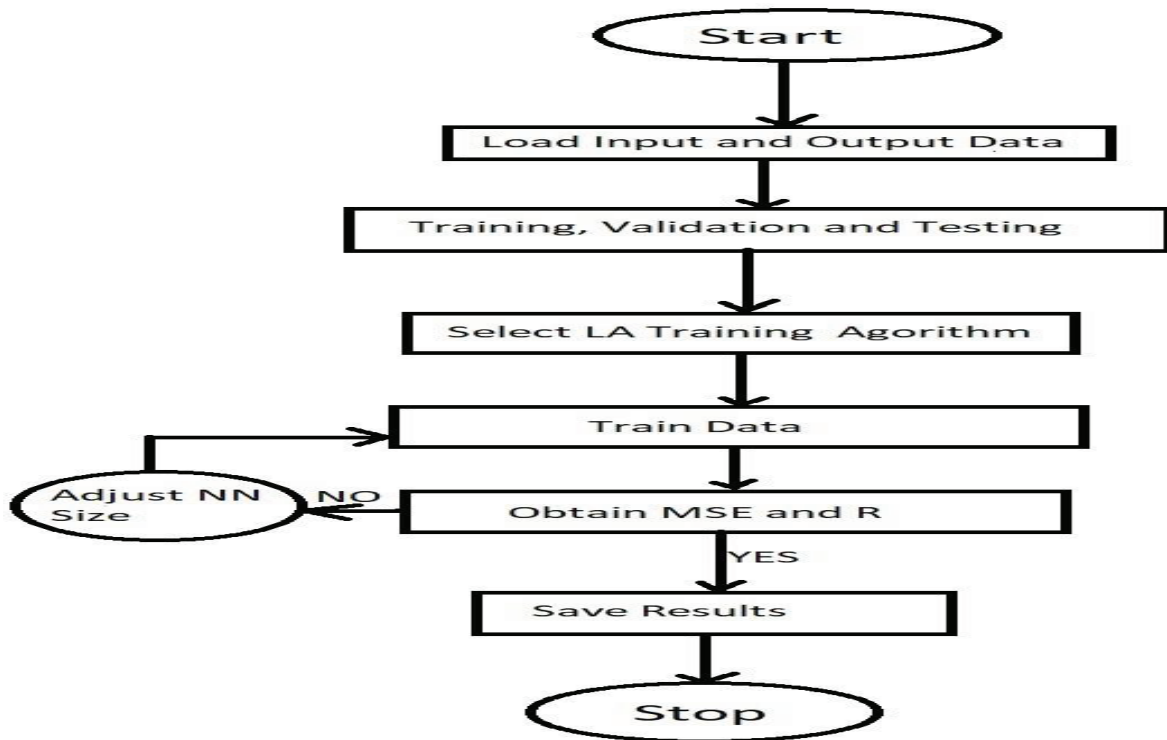 Start
Load Input and Output Data
Training, Validation and Testing
Select LA Training Agorithm
Train Data
Adjust NN
Size
NO
Obtain MSE and R
YES
Save Results
Stop